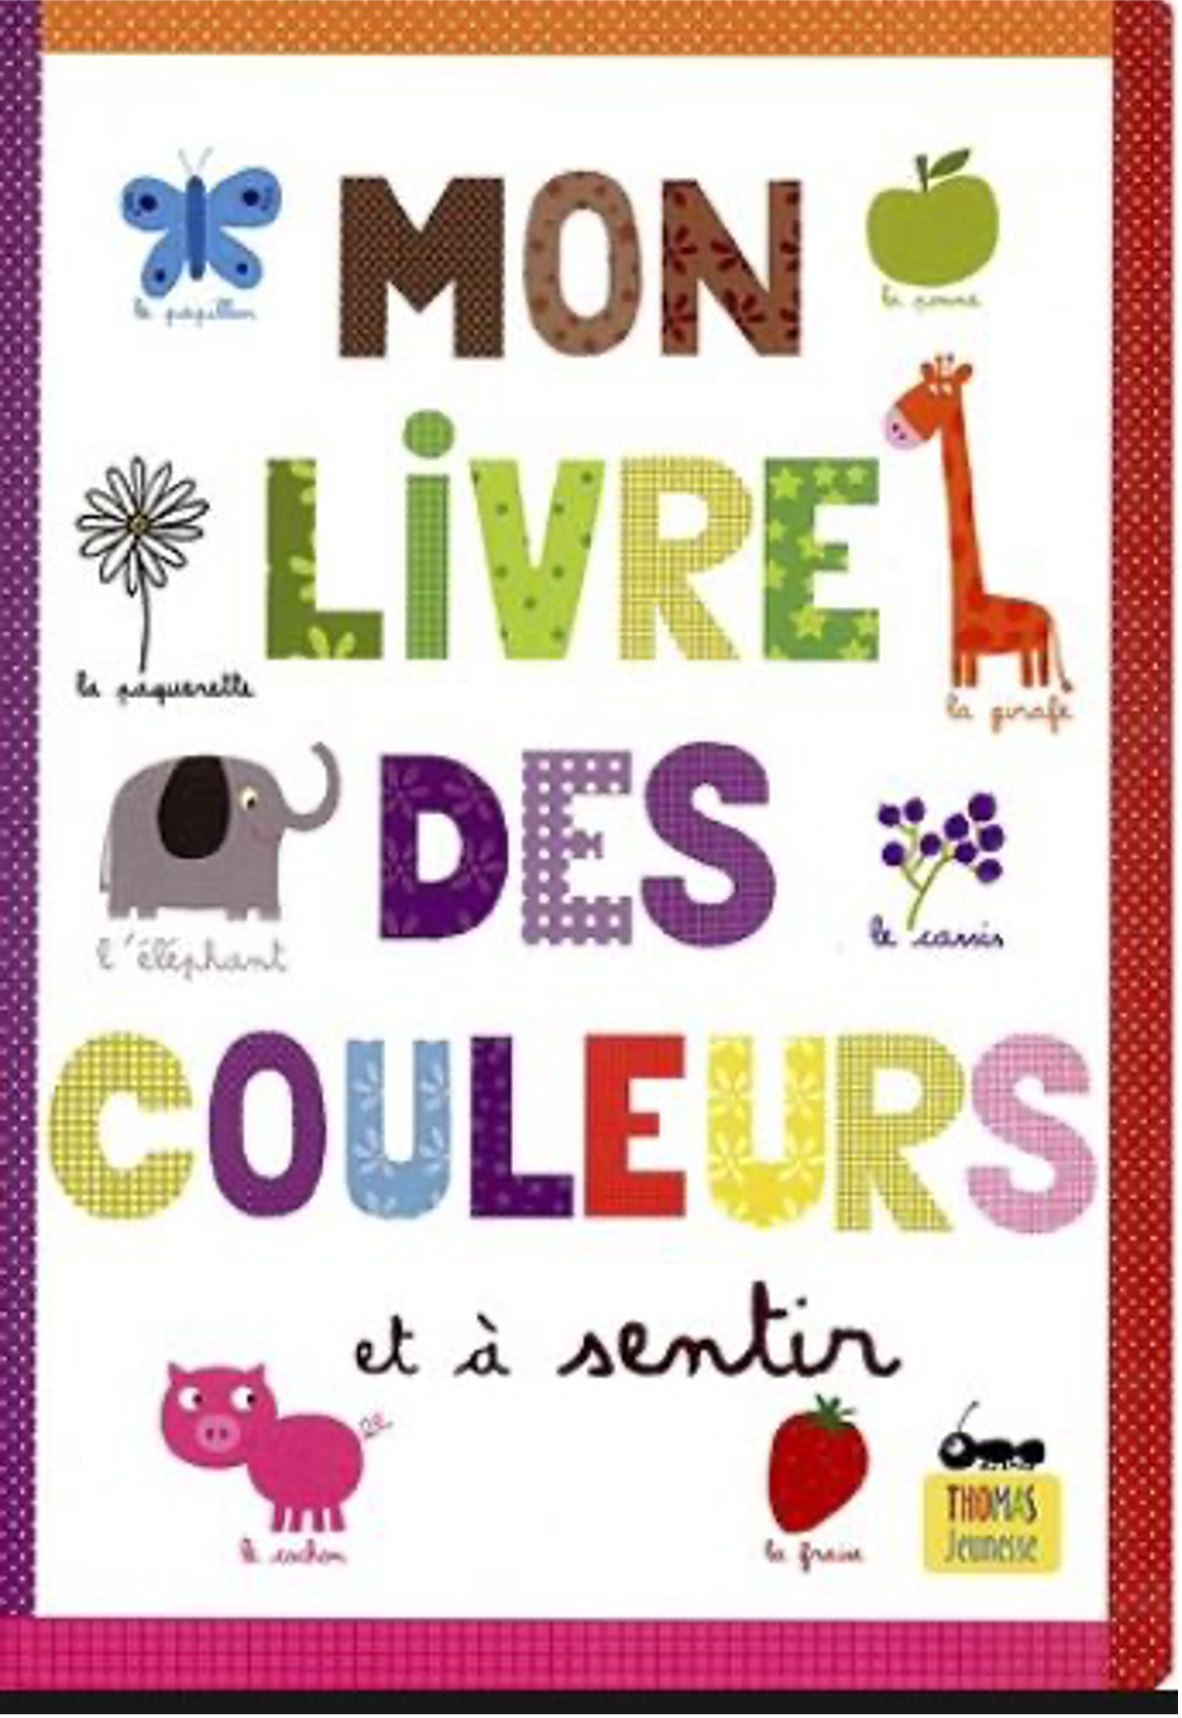 MON
le papillon
la pomme
LiVRE
la paquerette
la girafe
DES
l'éléphant
le cassis
COULEURS
et à sentir
le cochon
la fraise
THOMAS
Jeunesse